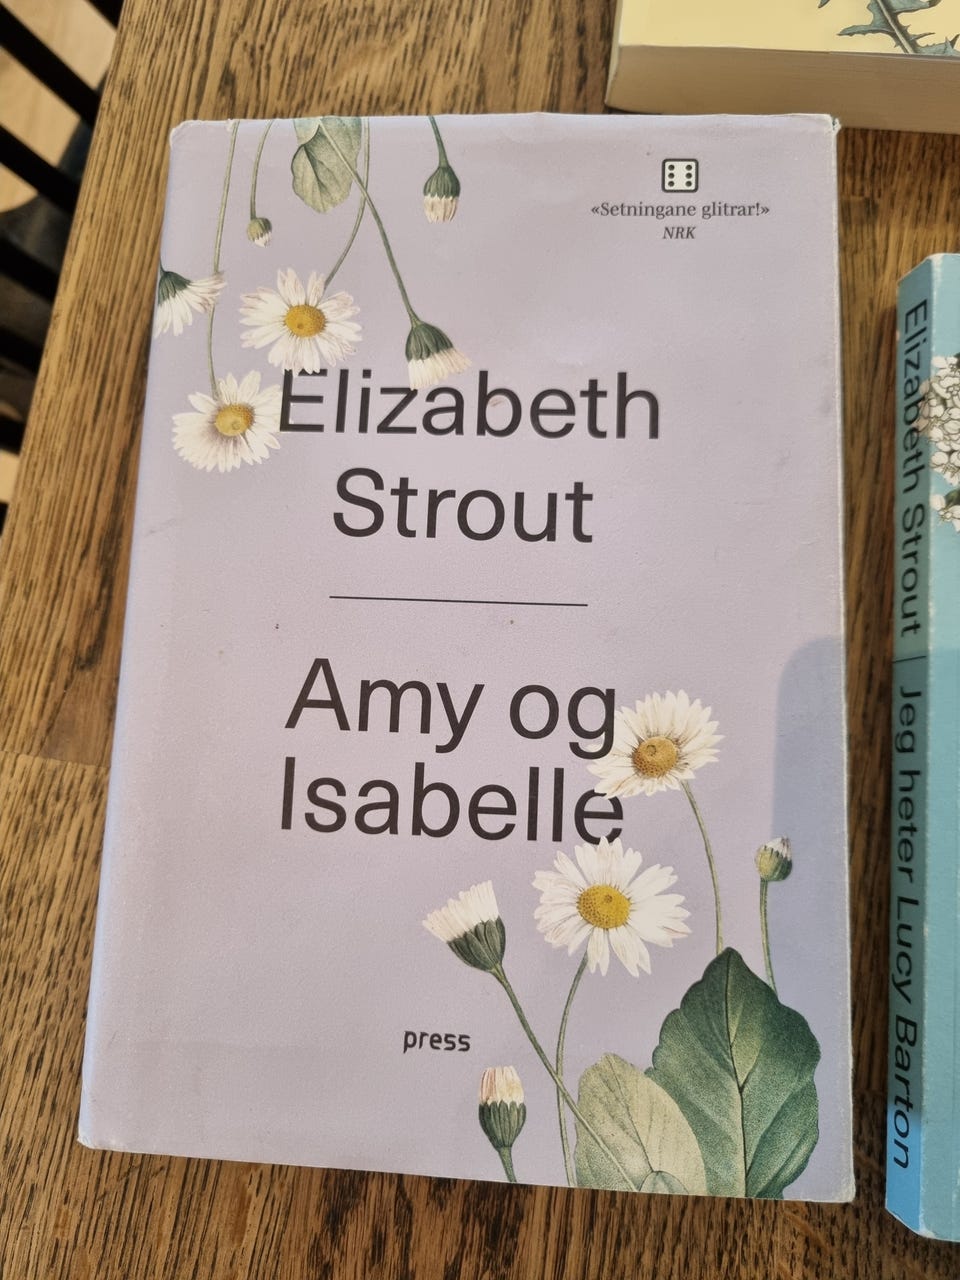 «Setningane glitrar!»
NRK
Elizabeth
Strout
Amy og
Isabelle
press
Elizabeth Strout | Jeg heter Lucy Barton